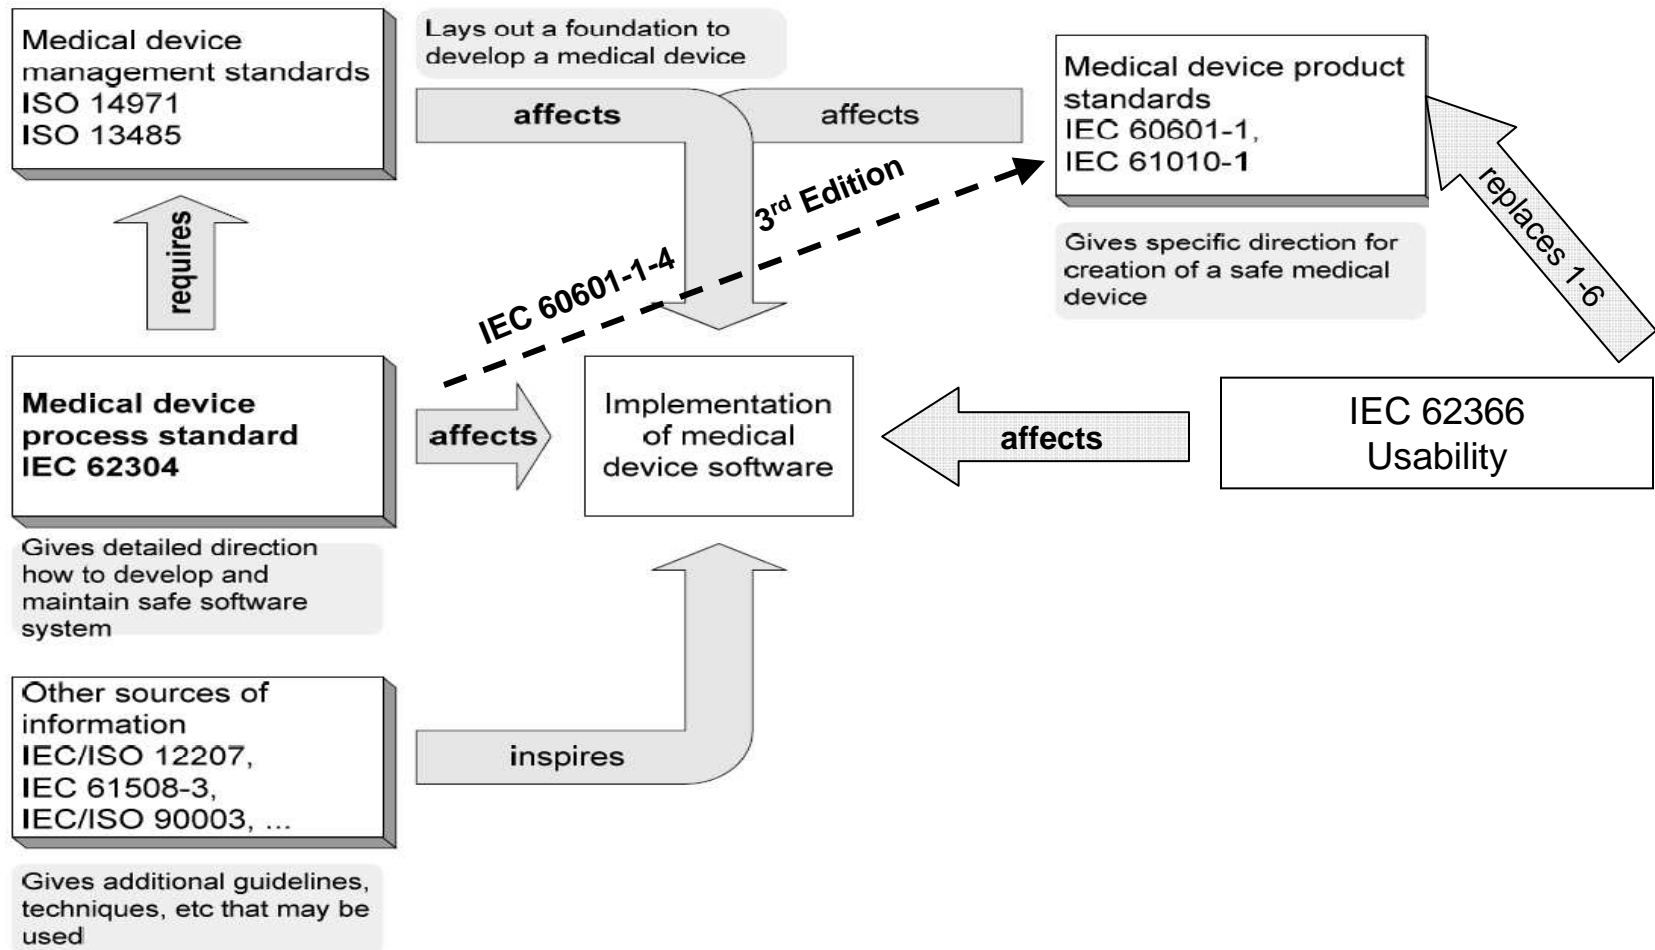 Medical device
management standards
ISO 14971
ISO 13485
Lays out a foundation to
develop a medical device
Medical device product
standards
IEC 60601-1,
IEC 61010-1
affects
affects
replaces 1-6
requires
IEC 60601-1-4
3rd Edition
Gives specific direction for
creation of a safe medical
device
Medical device
process standard
IEC 62304
affects
Implementation
of medical
device software
affects
IEC 62366
Usability
Gives detailed direction
how to develop and
maintain safe software
system
Other sources of
information
IEC/ISO 12207,
IEC 61508-3,
IEC/ISO 90003, ...
inspires
Gives additional guidelines,
techniques, etc that may be
used